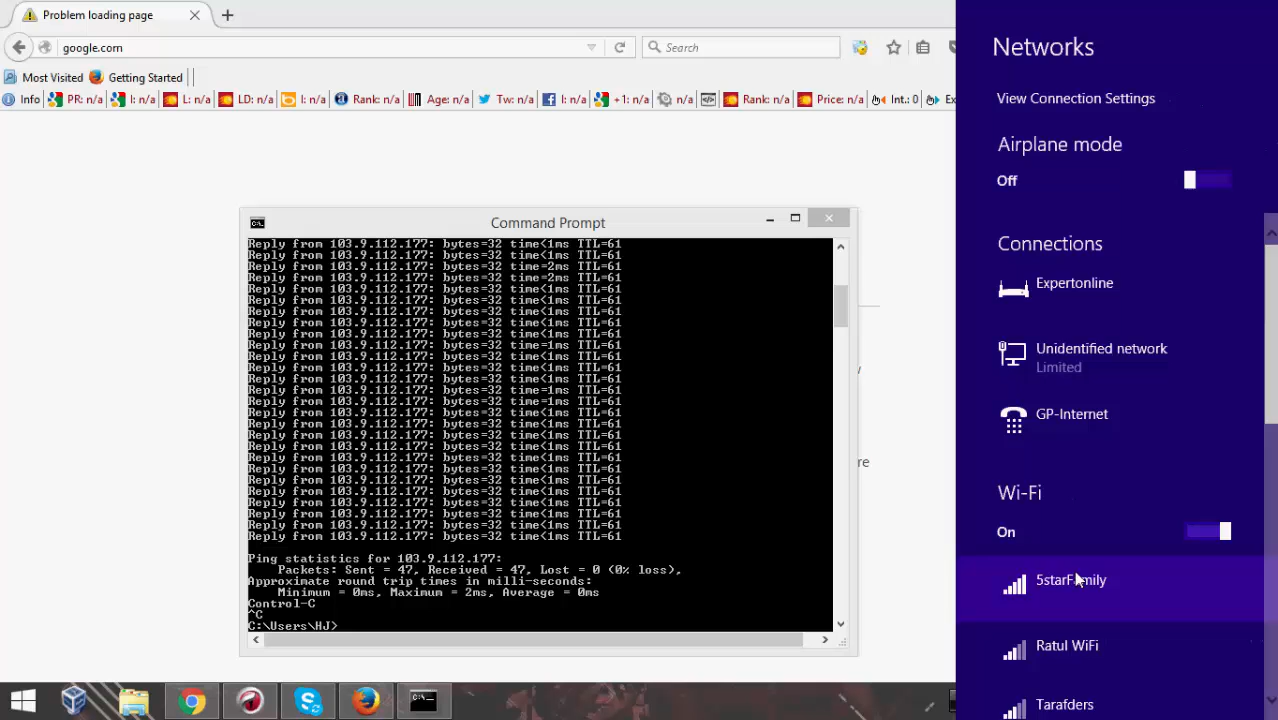 Problem loading page
google.com
Search
Most Visited
Getting Started
Info
PR: n/a
I: n/a
L: n/a
LD: n/a
I: n/a
Rank: n/a
Age: n/a
Tw: n/a
I: n/a
+1: n/a
n/a
Rank: n/a
Price: n/a
Int.: 0
Ex
Command Prompt
Reply from 103.9.112.177: bytes=32 time<1ms TTL=61
Reply from 103.9.112.177: bytes=32 time<1ms TTL=61
Reply from 103.9.112.177: bytes=32 time=2ms TTL=61
Reply from 103.9.112.177: bytes=32 time=2ms TTL=61
Reply from 103.9.112.177: bytes=32 time<1ms TTL=61
Reply from 103.9.112.177: bytes=32 time<1ms TTL=61
Reply from 103.9.112.177: bytes=32 time<1ms TTL=61
Reply from 103.9.112.177: bytes=32 time<1ms TTL=61
Reply from 103.9.112.177: bytes=32 time<1ms TTL=61
Reply from 103.9.112.177: bytes=32 time=1ms TTL=61
Reply from 103.9.112.177: bytes=32 time<1ms TTL=61
Reply from 103.9.112.177: bytes=32 time<1ms TTL=61
Reply from 103.9.112.177: bytes=32 time<1ms TTL=61
Reply from 103.9.112.177: bytes=32 time=1ms TTL=61
Reply from 103.9.112.177: bytes=32 time=1ms TTL=61
Reply from 103.9.112.177: bytes=32 time<1ms TTL=61
Reply from 103.9.112.177: bytes=32 time<1ms TTL=61
Reply from 103.9.112.177: bytes=32 time<1ms TTL=61
Reply from 103.9.112.177: bytes=32 time<1ms TTL=61
Reply from 103.9.112.177: bytes=32 time<1ms TTL=61
Reply from 103.9.112.177: bytes=32 time<1ms TTL=61
Reply from 103.9.112.177: bytes=32 time<1ms TTL=61
Reply from 103.9.112.177: bytes=32 time<1ms TTL=61
Reply from 103.9.112.177: bytes=32 time<1ms TTL=61
Reply from 103.9.112.177: bytes=32 time<1ms TTL=61
Reply from 103.9.112.177: bytes=32 time<1ms TTL=61
Reply from 103.9.112.177: bytes=32 time<1ms TTL=61
Ping statistics for 103.9.112.177:
Packets: Sent = 47, Received = 47, Lost = 0 (0% loss),
Approximate round trip times in milli-seconds:
Minimum = 0ms, Maximum = 2ms, Average = 0ms
Control-C
^C
C:\Users\HJ>
re
Networks
View Connection Settings
Airplane mode
Off
Connections
Expertonline
Unidentified network
Limited
GP-Internet
Wi-Fi
On
5starFamily
Ratul WiFi
Tarafders